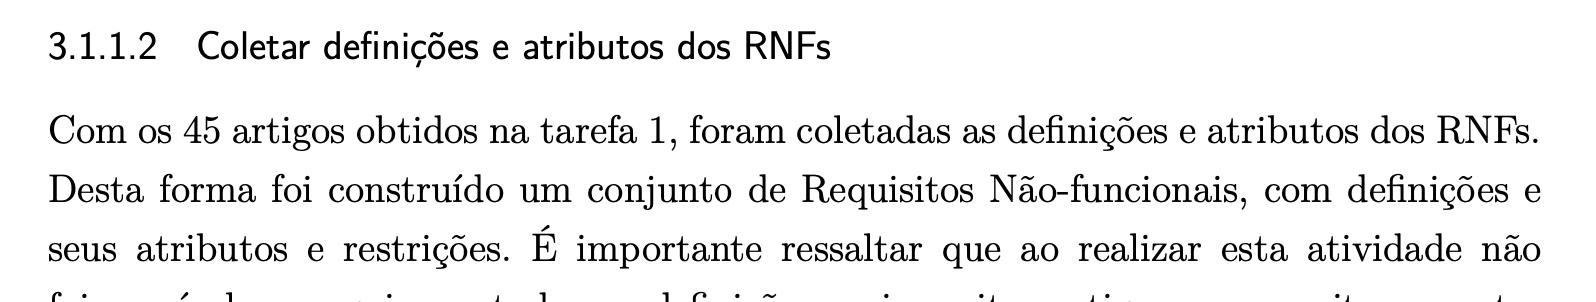 3.1.1.2 Coletar definições e atributos dos RNFs
Com os 45 artigos obtidos na tarefa 1, foram coletadas as definições e atributos dos RNFs.
Desta forma foi construído um conjunto de Requisitos Não-funcionais, com definições e
seus atributos e restrições. É importante ressaltar que ao realizar esta atividade não